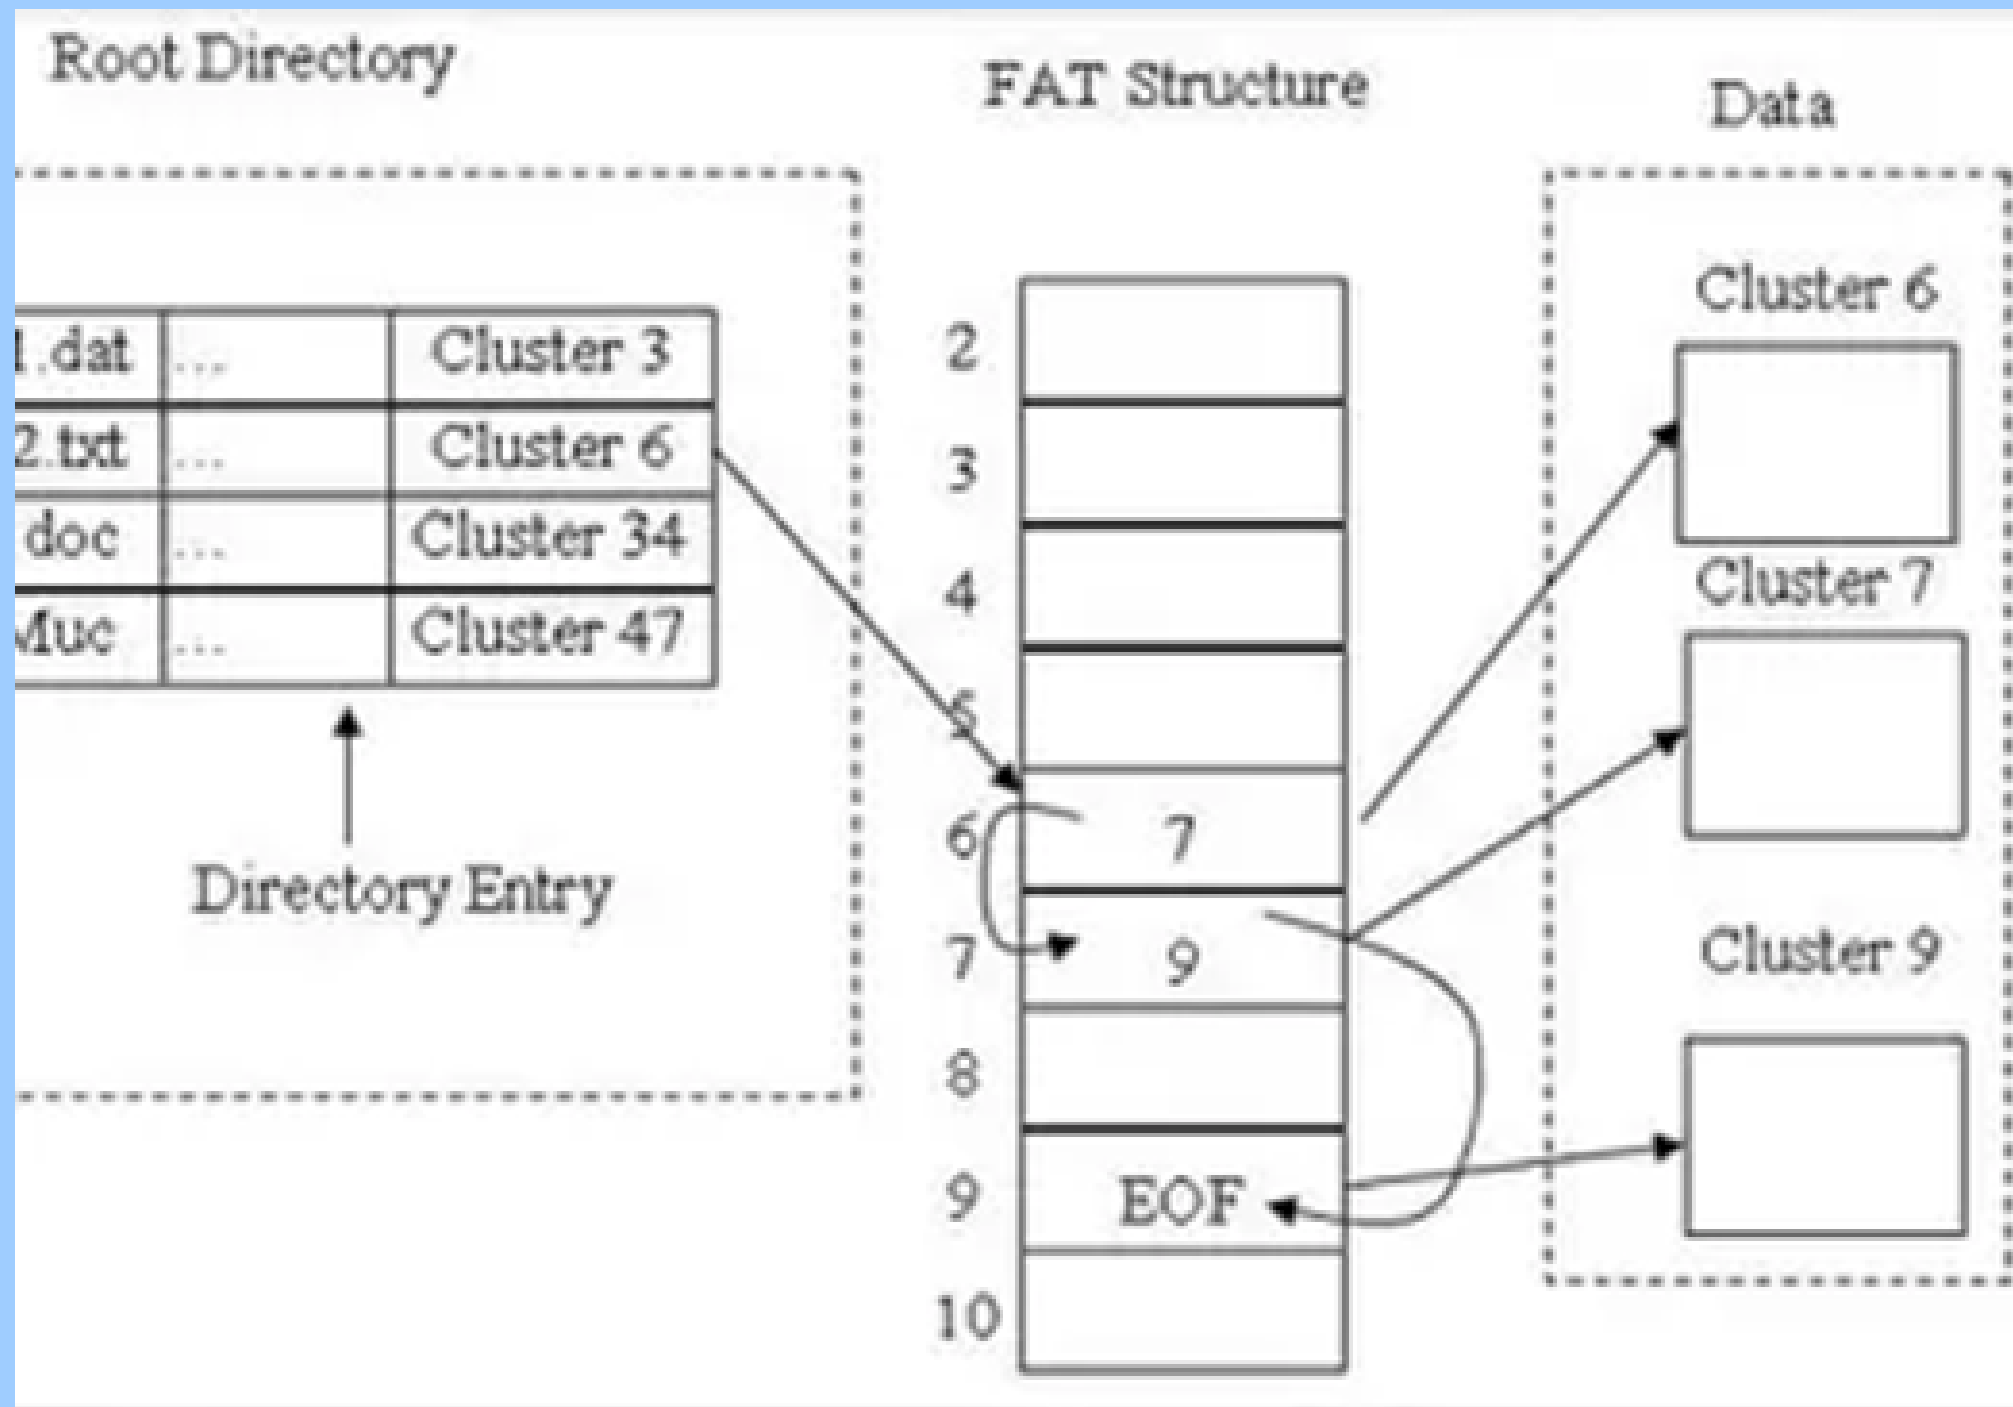 Root Directory
FAT Structure
Data
1.dat ... Cluster 3
2.txt ... Cluster 6
doc ... Cluster 34
... Cluster 47
Directory Entry
2
3
4
5
6 7
7 9
8
9 EOF
10
Cluster 6
Cluster 7
Cluster 9